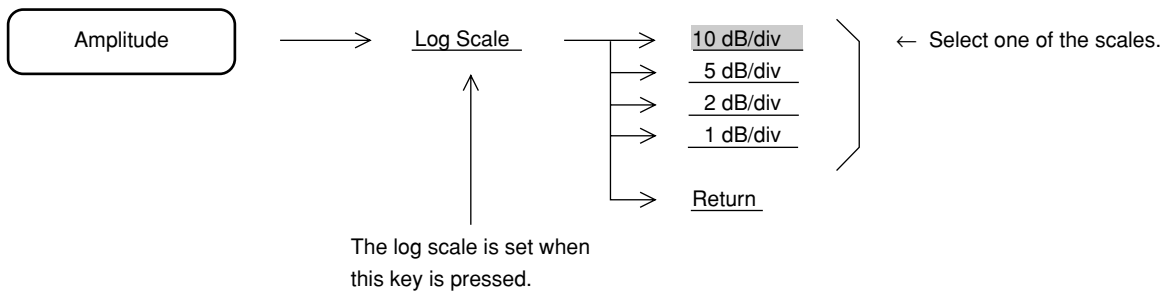 Amplitude
Log Scale
10 dB/div
← Select one of the scales.
5 dB/div
2 dB/div
1 dB/div
Return
The log scale is set when
this key is pressed.